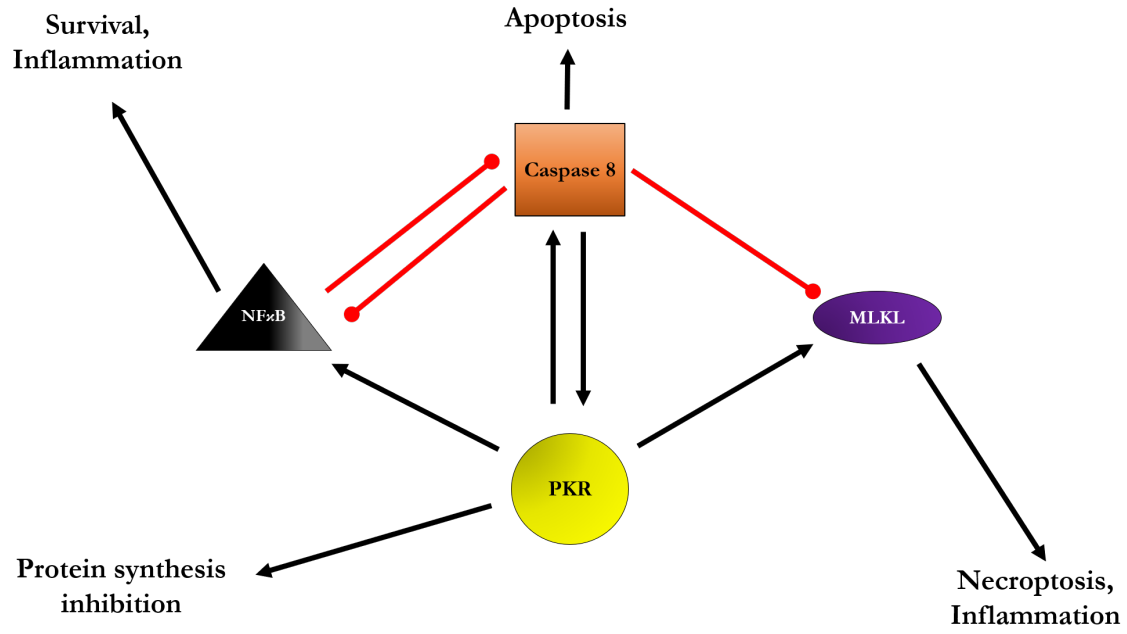 Survival,
Inflammation
Apoptosis
Caspase 8
NFϰB
MLKL
PKR
Protein synthesis
inhibition
Necroptosis,
Inflammation